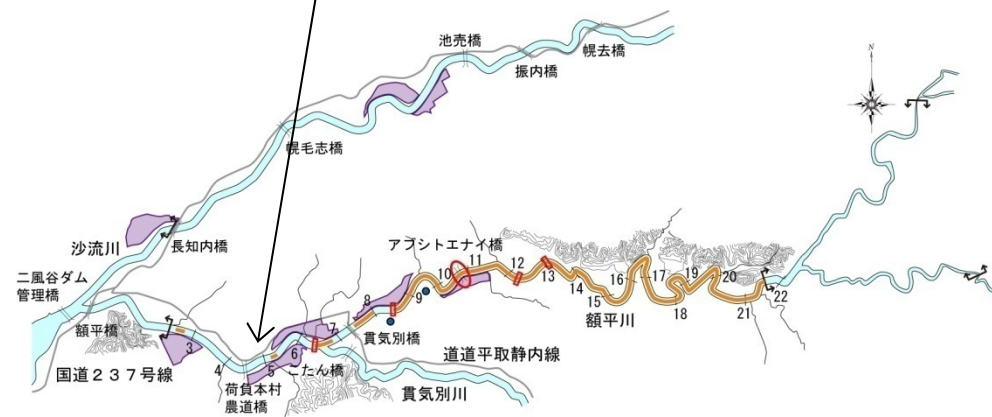 池売橋
幌去橋
振内橋
N
幌毛志橋
沙流川
長知内橋
アブシトエナイ橋
二風谷ダム
管理橋
額平橋
国道237号線
3
4
5
6
7
8
9
10
11
12
13
14
15
16
17
18
19
20
21
22
荷負本村
農道橋
こたん橋
貫気別橋
額平川
道道平取静内線
貫気別川